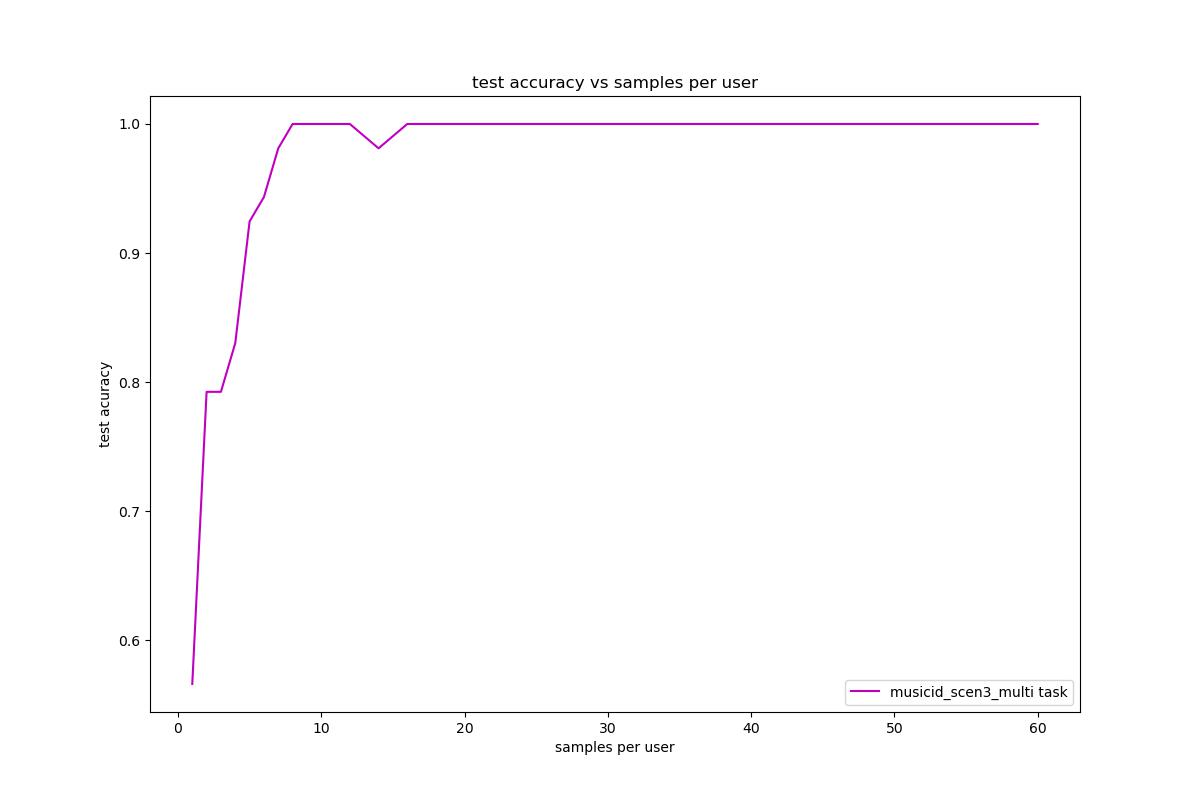 test accuracy vs samples per user
1.0
0.9
0.8
0.7
0.6
test acuracy
musicid_scen3_multi task
0 10 20 30 40 50 60
samples per user